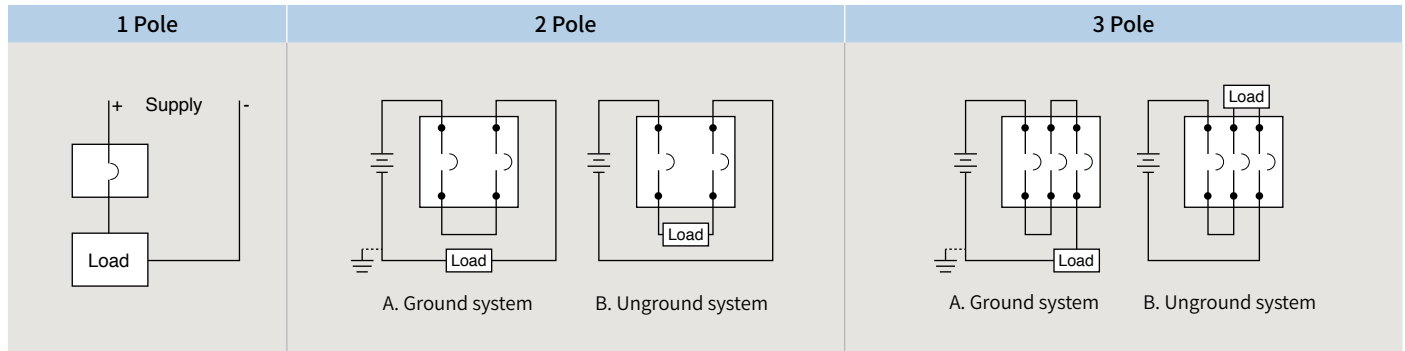 1 Pole
2 Pole
3 Pole
+ Supply -
Load
Load
A. Ground system
Load
B. Unground system
Load
A. Ground system
Load
B. Unground system